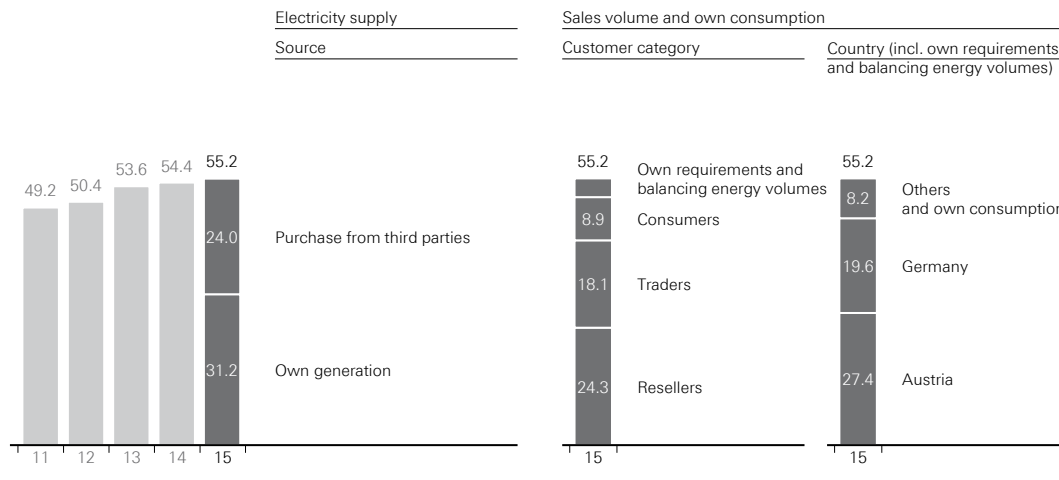 Electricity supply
Source
49.2
50.4
53.6
54.4
55.2
24.0
Purchase from third parties
31.2
Own generation
11
12
13
14
15
Sales volume and own consumption
Customer category
55.2
Own requirements and
balancing energy volumes
8.9
Consumers
18.1
Traders
24.3
Resellers
15
Country (incl. own requirements
and balancing energy volumes)
55.2
8.2
Others
and own consumption
19.6
Germany
27.4
Austria
15